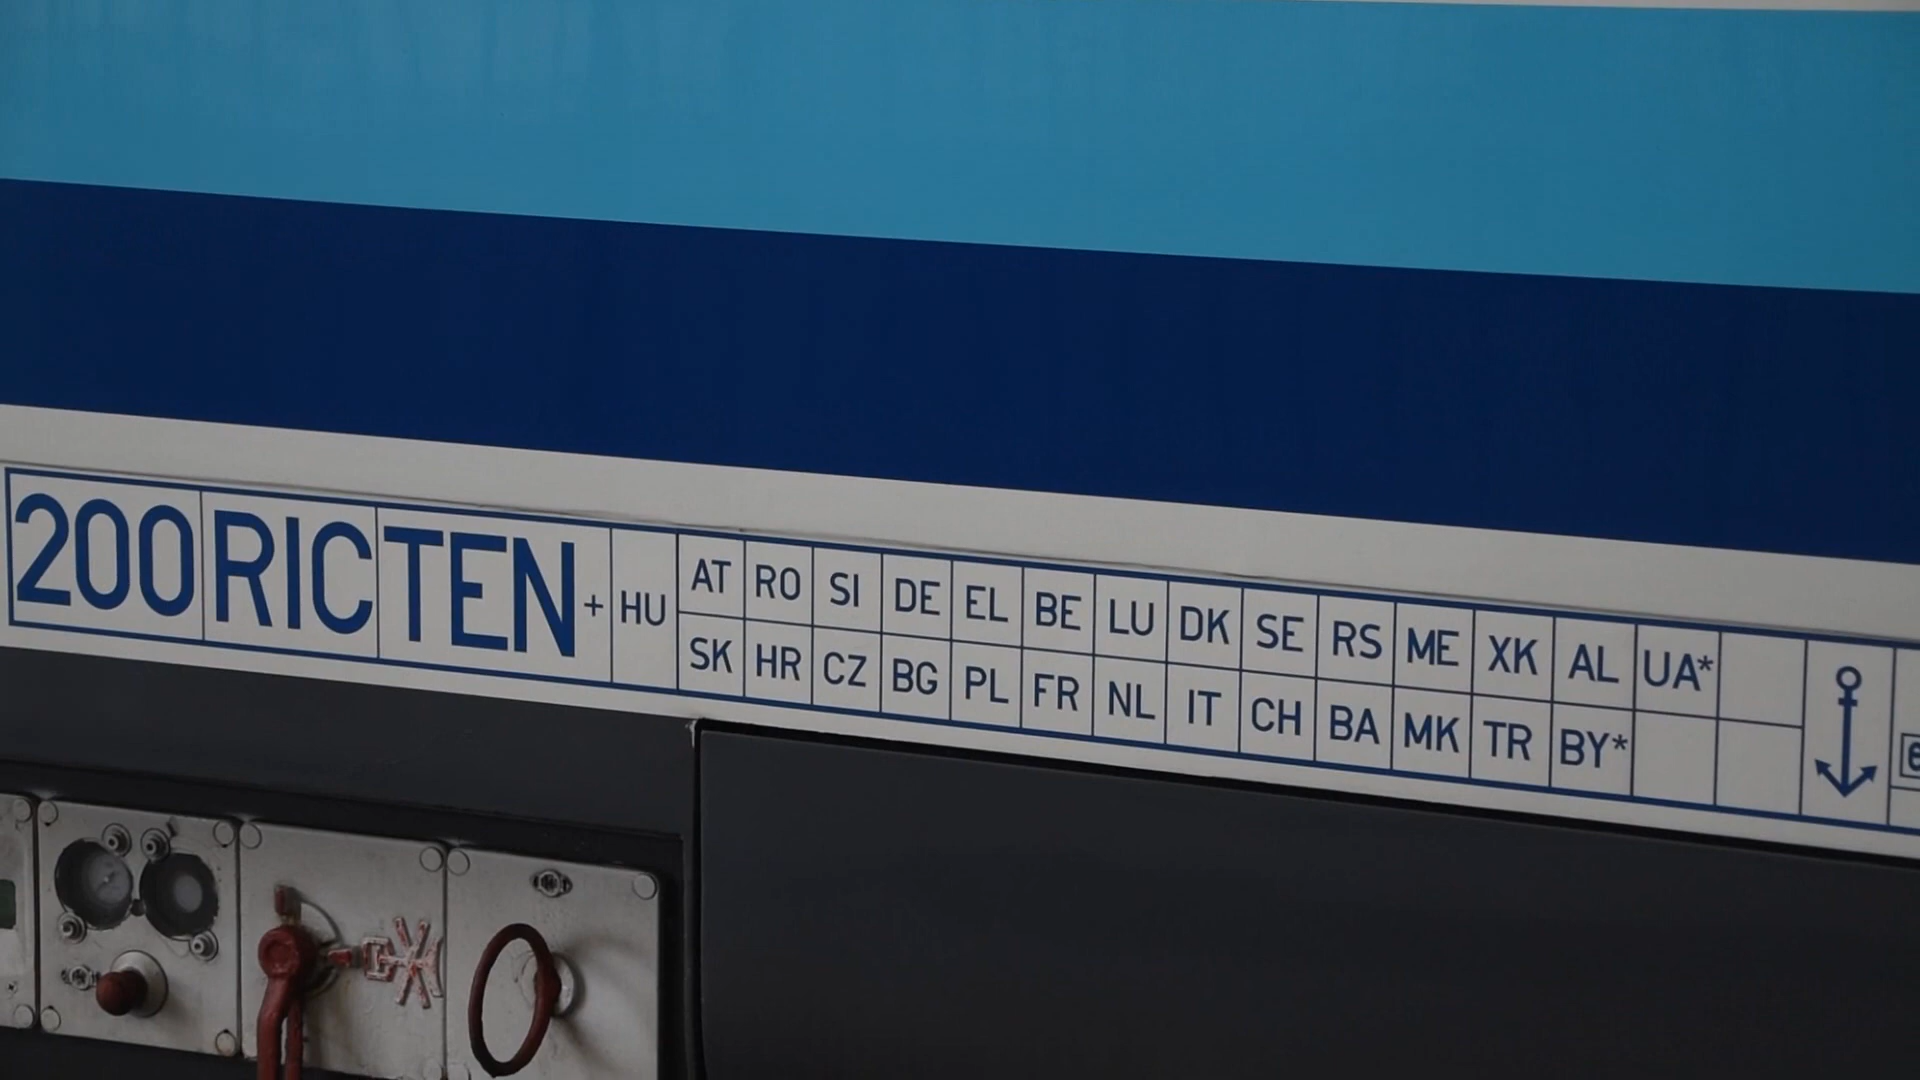 200 RIC TEN + HU
AT RO SI DE EL BE LU DK SE RS ME XK AL UA*
SK HR CZ BG PL FR NL IT CH BA MK TR BY*